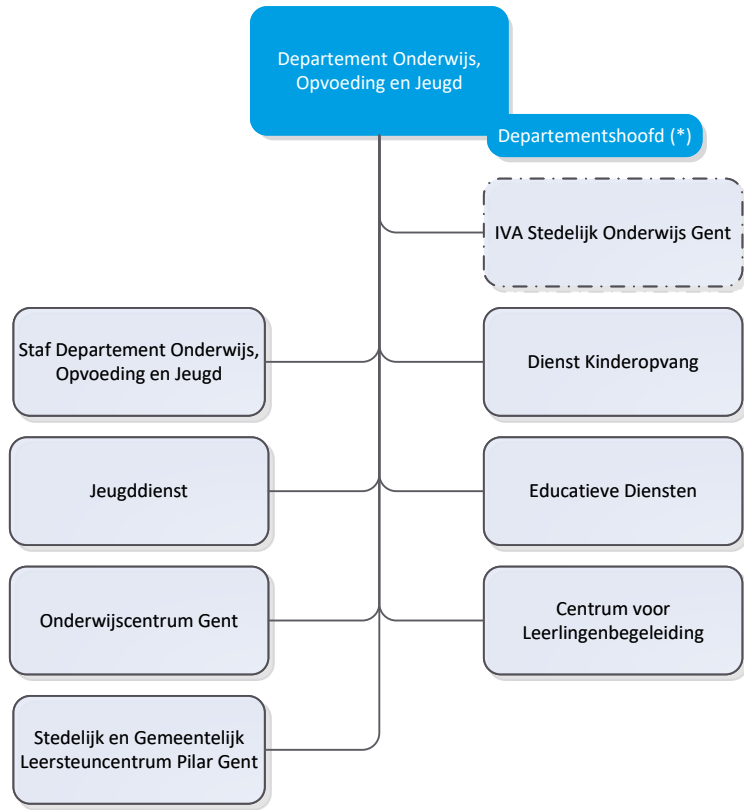 Departement Onderwijs,
Opvoeding en Jeugd
Departementshoofd (*)
IVA Stedelijk Onderwijs Gent
Staf Departement Onderwijs,
Opvoeding en Jeugd
Dienst Kinderopvang
Jeugddienst
Educatieve Diensten
Onderwijscentrum Gent
Centrum voor
Leerlingenbegeleiding
Stedelijk en Gemeentelijk
Leersteuncentrum Pilar Gent